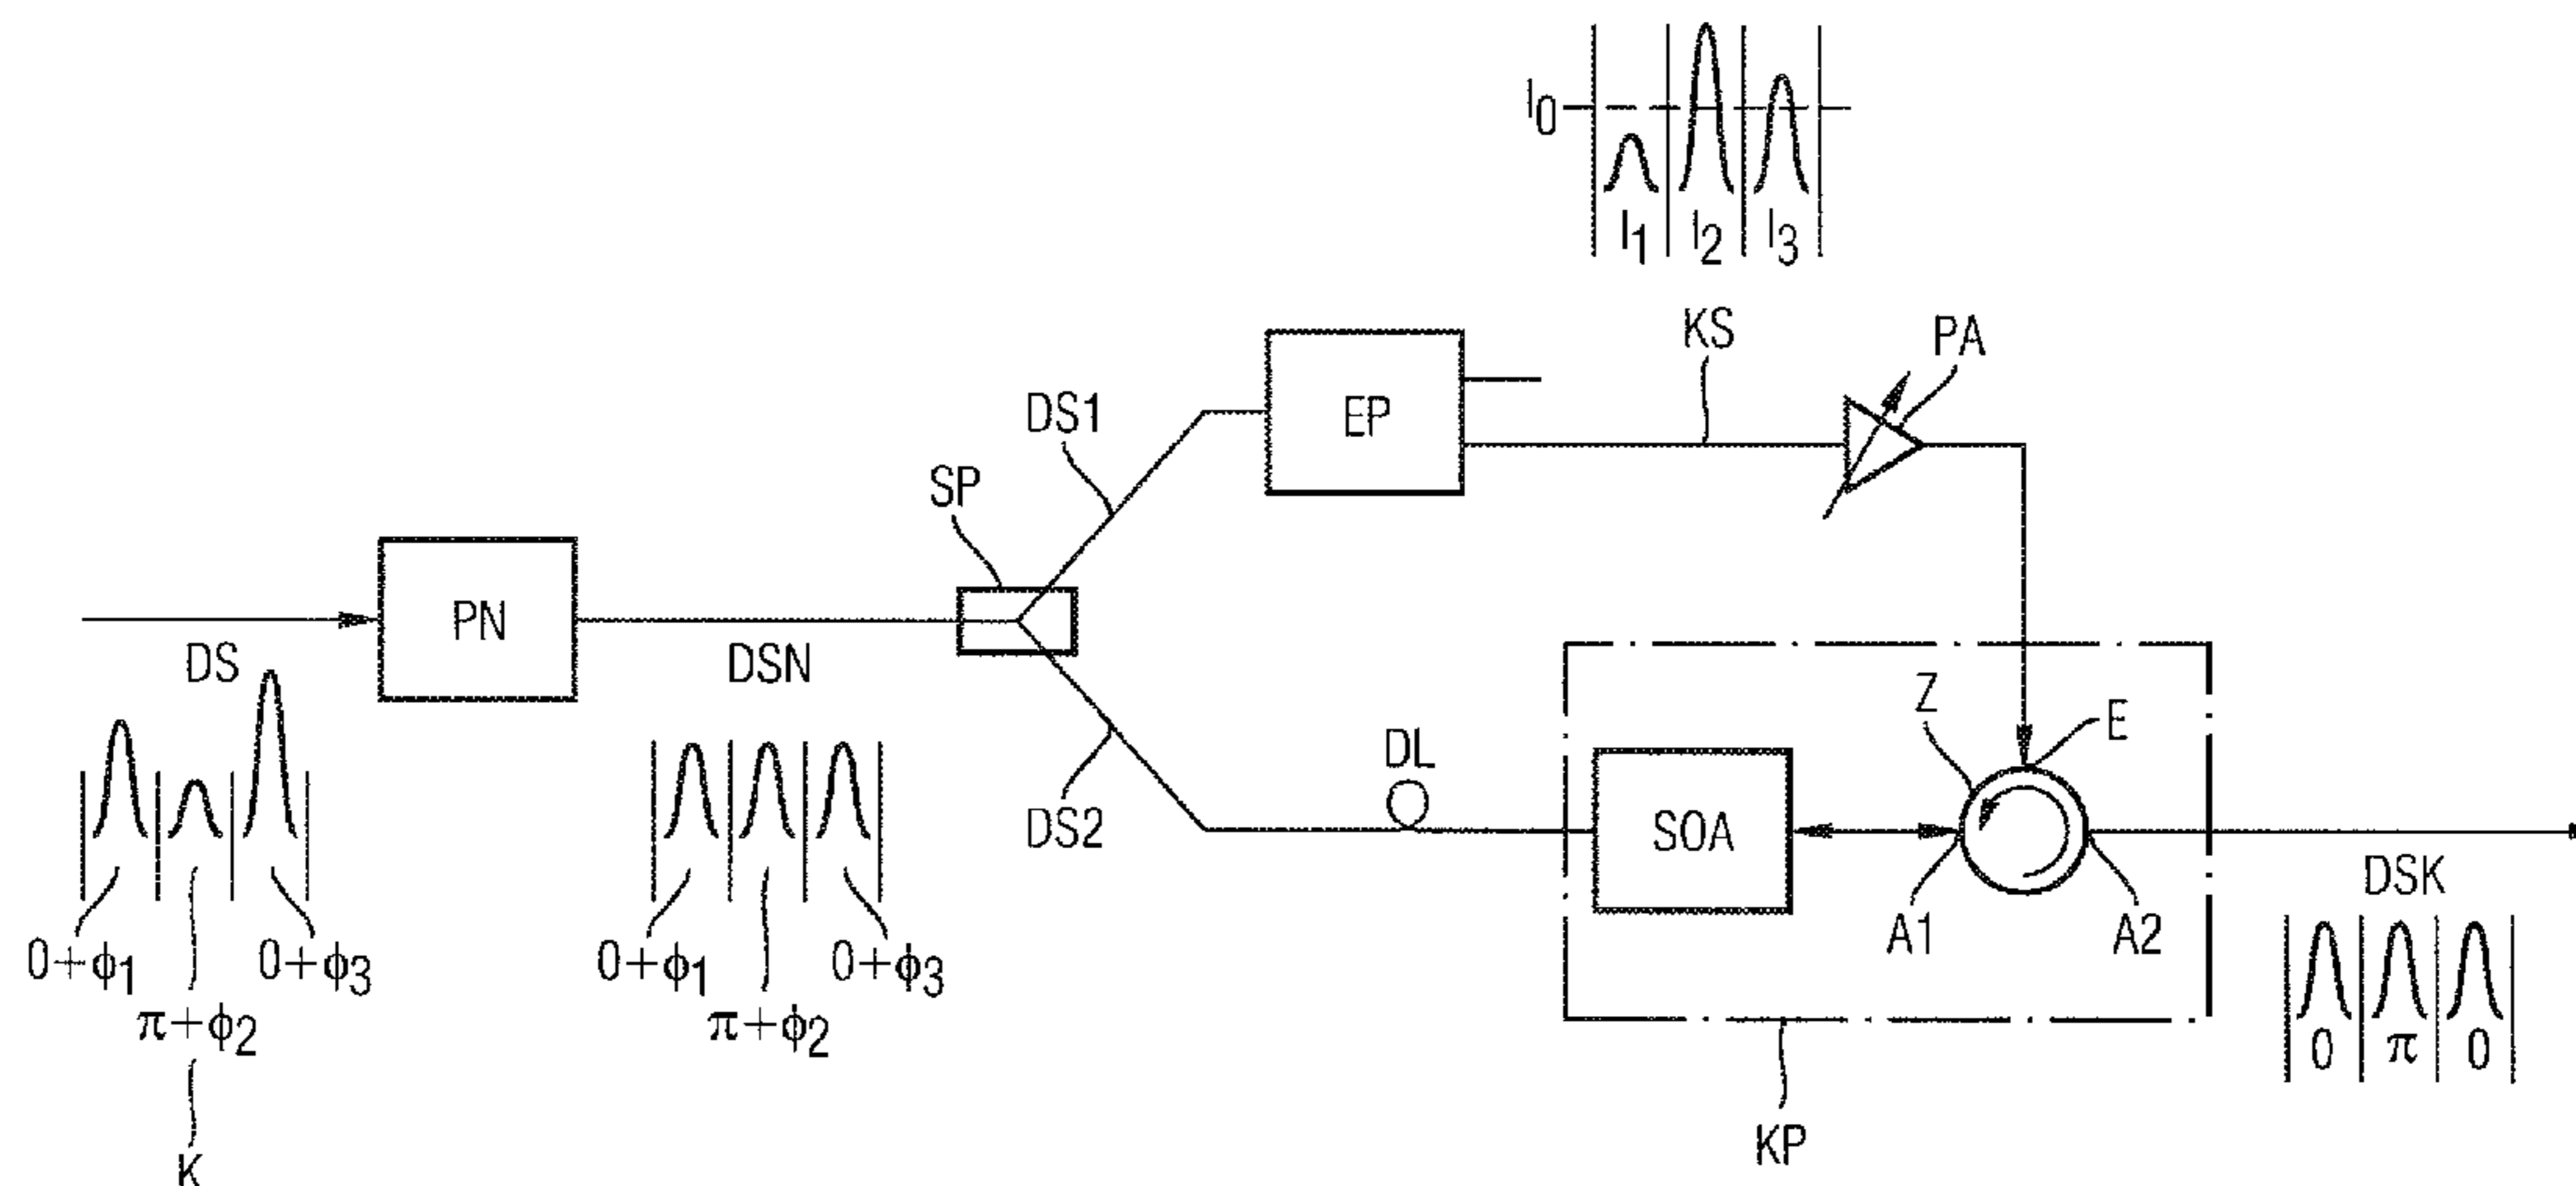 I0
I1 I2 I3
KS
PA
DS1
EP
SP
PN
DS
DSN
Z
E
DL
DS2
SOA
A1
A2
DSK
0+ϕ1
0+ϕ3
0+ϕ1
0+ϕ3
π+ϕ2
π+ϕ2
0 π 0
KP
K